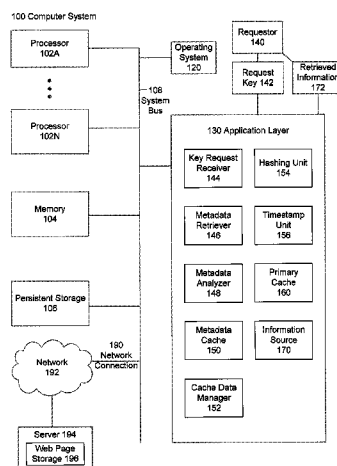 100 Computer System
Processor
102A
Processor
102N
Memory
104
Persistent Storage
106
Network
192
Server 194
Web Page
Storage 196
108
System
Bus
190
Network
Connection
Operating
System
120
Requestor
140
Request
Key 142
Retrieved
Information
172
130 Application Layer
Key Request
Receiver
144
Hashing Unit
154
Metadata
Retriever
146
Timestamp
Unit
156
Metadata
Analyzer
148
Primary
Cache
160
Metadata
Cache
150
Information
Source
170
Cache Data
Manager
152